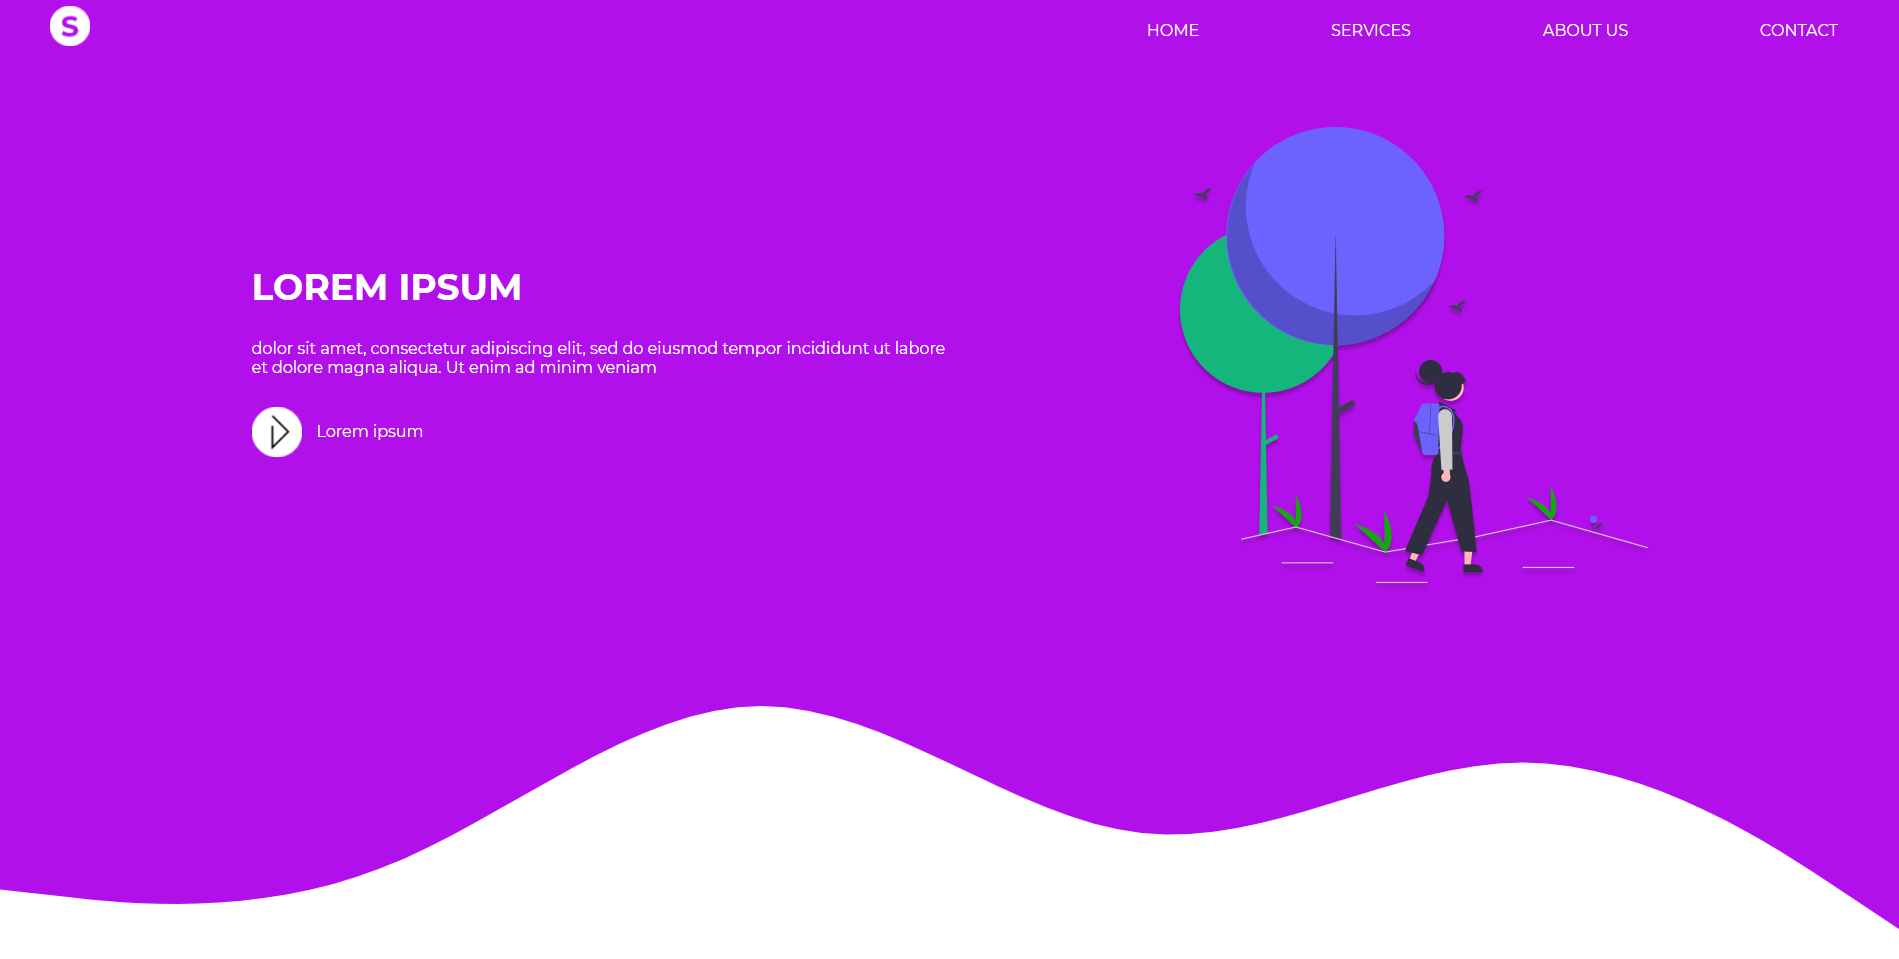 S
HOME
SERVICES
ABOUT US
CONTACT
LOREM IPSUM
dolor sit amet, consectetur adipiscing elit, sed do eiusmod tempor incididunt ut labore
et dolore magna aliqua. Ut enim ad minim veniam
Lorem ipsum